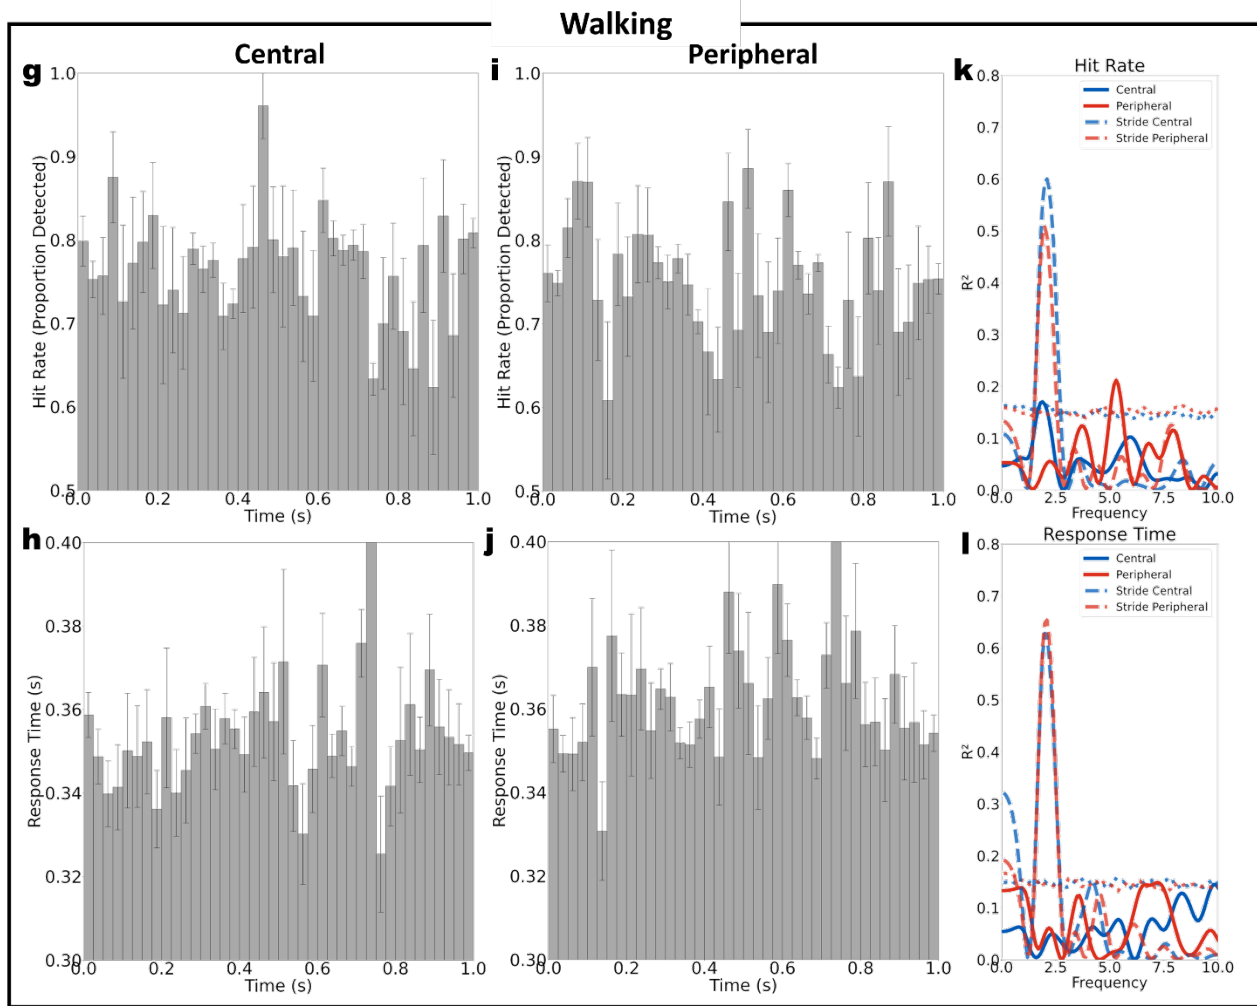 Walking
Central
Peripheral
g
1.0
0.9
0.8
0.7
0.6
0.5
Hit Rate (Proportion Detected)
0.0 0.2 0.4 0.6 0.8 1.0
Time (s)
i
1.0
0.9
0.8
0.7
0.6
0.5
Hit Rate (Proportion Detected)
0.0 0.2 0.4 0.6 0.8 1.0
Time (s)
k
Hit Rate
Central
Peripheral
Stride Central
Stride Peripheral
0.8
0.7
0.6
0.5
0.4
0.3
0.2
0.1
0.0
R²
0.0 2.5 5.0 7.5 10.0
Frequency
h
0.40
0.38
0.36
0.34
0.32
0.30
Response Time (s)
0.0 0.2 0.4 0.6 0.8 1.0
Time (s)
j
0.40
0.38
0.36
0.34
0.32
0.30
Response Time (s)
0.0 0.2 0.4 0.6 0.8 1.0
Time (s)
l
Response Time
Central
Peripheral
Stride Central
Stride Peripheral
0.8
0.7
0.6
0.5
0.4
0.3
0.2
0.1
0.0
R²
0.0 2.5 5.0 7.5 10.0
Frequency